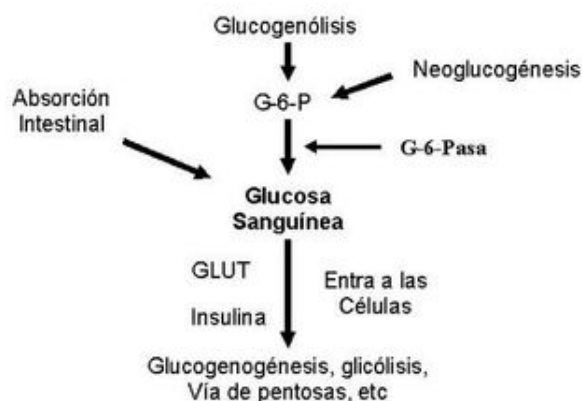 Glucogenólisis
Neoglucogénesis
G-6-P
Absorción
Intestinal
G-6-Pasa
Glucosa
Sanguínea
GLUT
Entra a las
Células
Insulina
Glucogenogénesis, glicólisis,
Vía de pentosas, etc